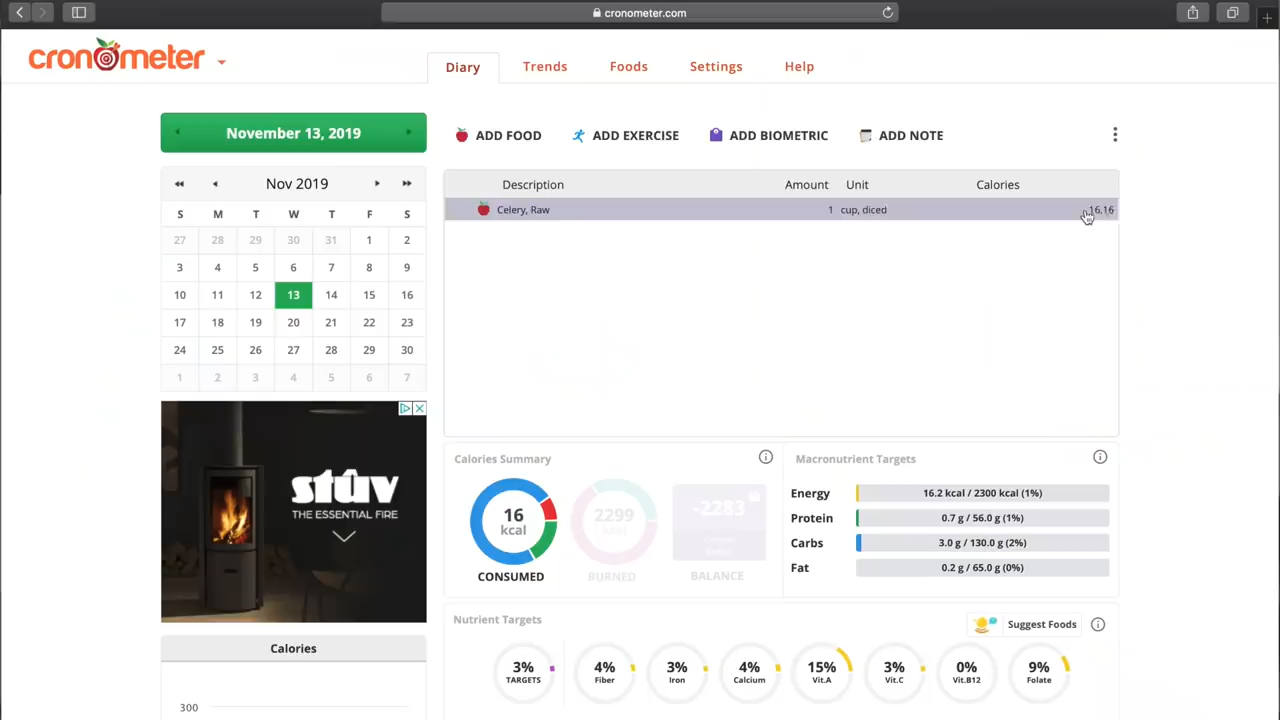 cronometer.com
cronometer
Diary Trends Foods Settings Help
November 13, 2019
ADD FOOD ADD EXERCISE ADD BIOMETRIC ADD NOTE
Nov 2019
S M T W T F S
27 28 29 30 31 1 2
3 4 5 6 7 8 9
10 11 12 13 14 15 16
17 18 19 20 21 22 23
24 25 26 27 28 29 30
1 2 3 4 5 6 7
Description Amount Unit Calories
Celery, Raw 1 cup, diced 16.16
stûv
THE ESSENTIAL FIRE
Calories Summary
16
kcal
CONSUMED
2299
kcal
BURNED
-2283
BALANCE
Macronutrient Targets
Energy 16.2 kcal / 2300 kcal (1%)
Protein 0.7 g / 56.0 g (1%)
Carbs 3.0 g / 130.0 g (2%)
Fat 0.2 g / 65.0 g (0%)
Nutrient Targets
Suggest Foods
3% TARGETS
4% Fiber
3% Iron
4% Calcium
15% Vit.A
3% Vit.C
0% Vit.B12
9% Folate
Calories
300